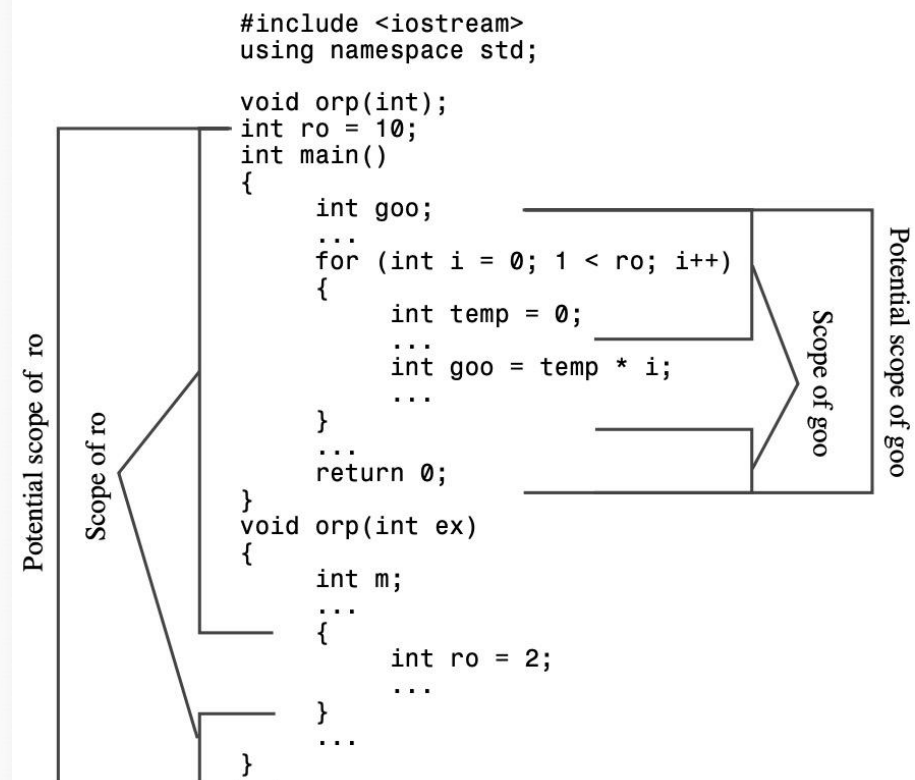 #include <iostream>
using namespace std;
void orp(int);
int ro = 10;
int main()
{
int goo;
...
for (int i = 0; 1 < ro; i++)
{
int temp = 0;
...
int goo = temp * i;
...
}
...
return 0;
}
void orp(int ex)
{
int m;
...
{
int ro = 2;
...
}
...
}
Potential scope of ro
Scope of ro
Scope of goo
Potential scope of goo